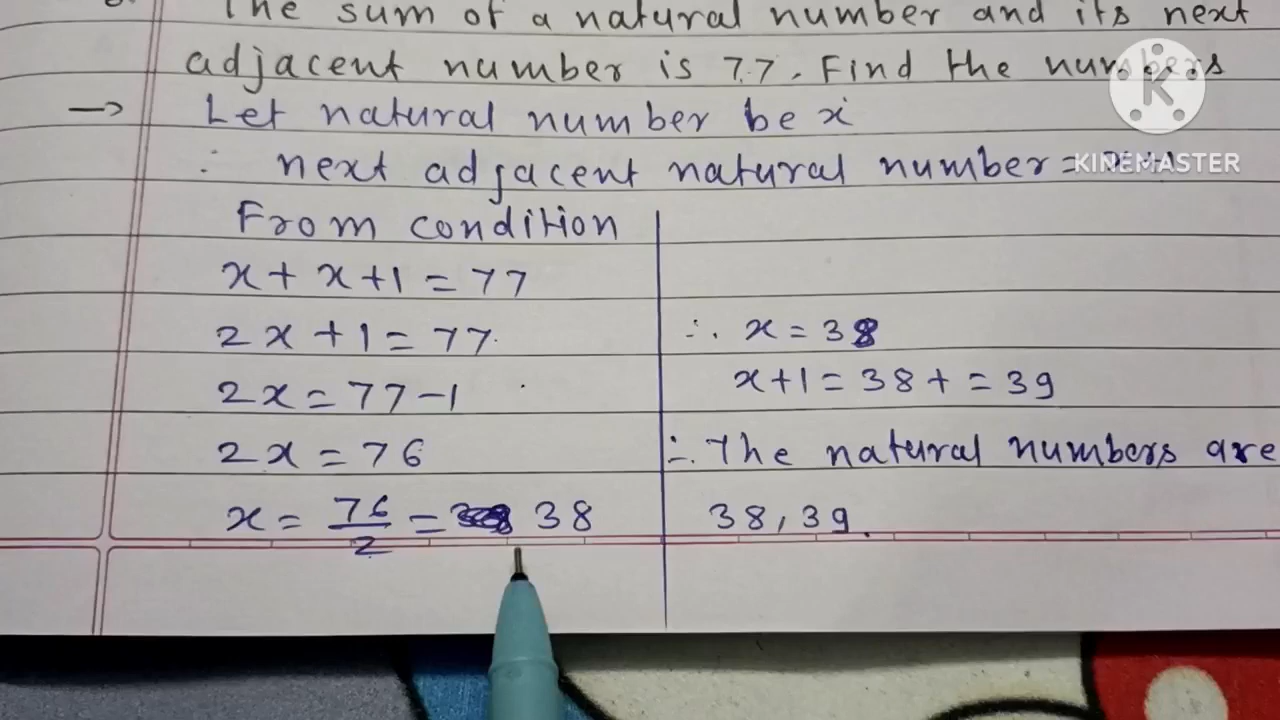 The sum of a natural number and its next
adjacent number is 77. Find the numbers
→ Let natural number be x
∴ next adjacent natural number =
K
KINEMASTER
From condition
x + x + 1 = 77
2x + 1 = 77
2x = 77 - 1
2x = 76
x = 76/2 = 38
∴ x = 38
x + 1 = 38 + = 39
∴ The natural numbers are
38, 39.